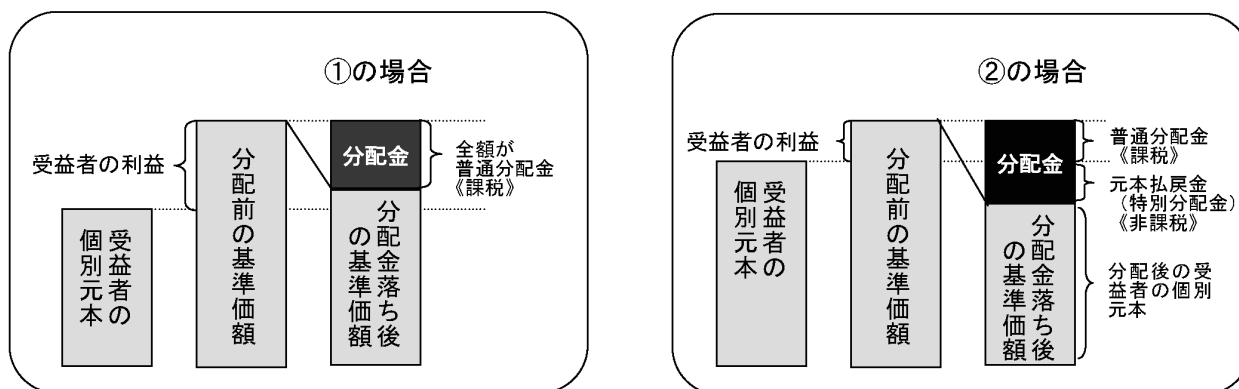 ①の場合
受益者の利益
受益者の
個別元本
分配前の基準価額
分配金
全額が
普通分配金
《課税》
分配金落ち後
の基準価額
②の場合
受益者の利益
受益者の
個別元本
分配前の基準価額
分配金
普通分配金
《課税》
元本払戻金
（特別分配金）
《非課税》
分配金落ち後
の基準価額
分配後の受
益者の個別
元本